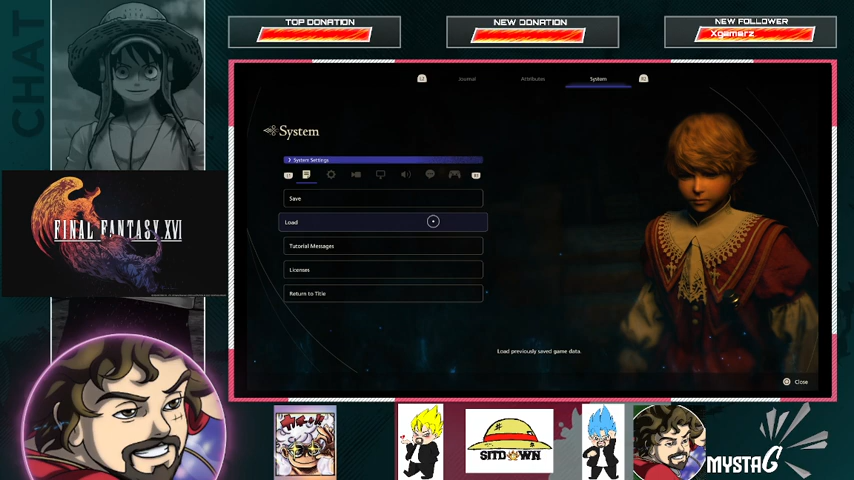 CHAT
TOP DONATION
NEW DONATION
NEW FOLLOWER
Xgamerz
Journal
Attributes
System
System
System Settings
Save
Load
Tutorial Messages
Licenses
Return to Title
Load previously saved game data.
Close
FINAL FANTASY XVI
SITDOWN
MYSTAG